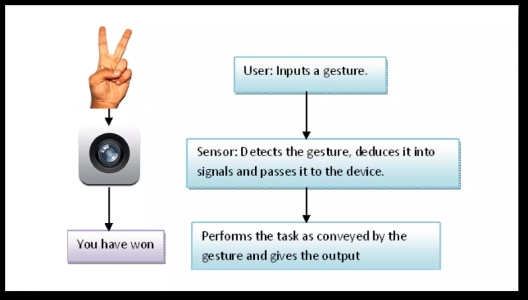 User: Inputs a gesture.
Sensor: Detects the gesture, deduces it into
signals and passes it to the device.
You have won
Performs the task as conveyed by the
gesture and gives the output